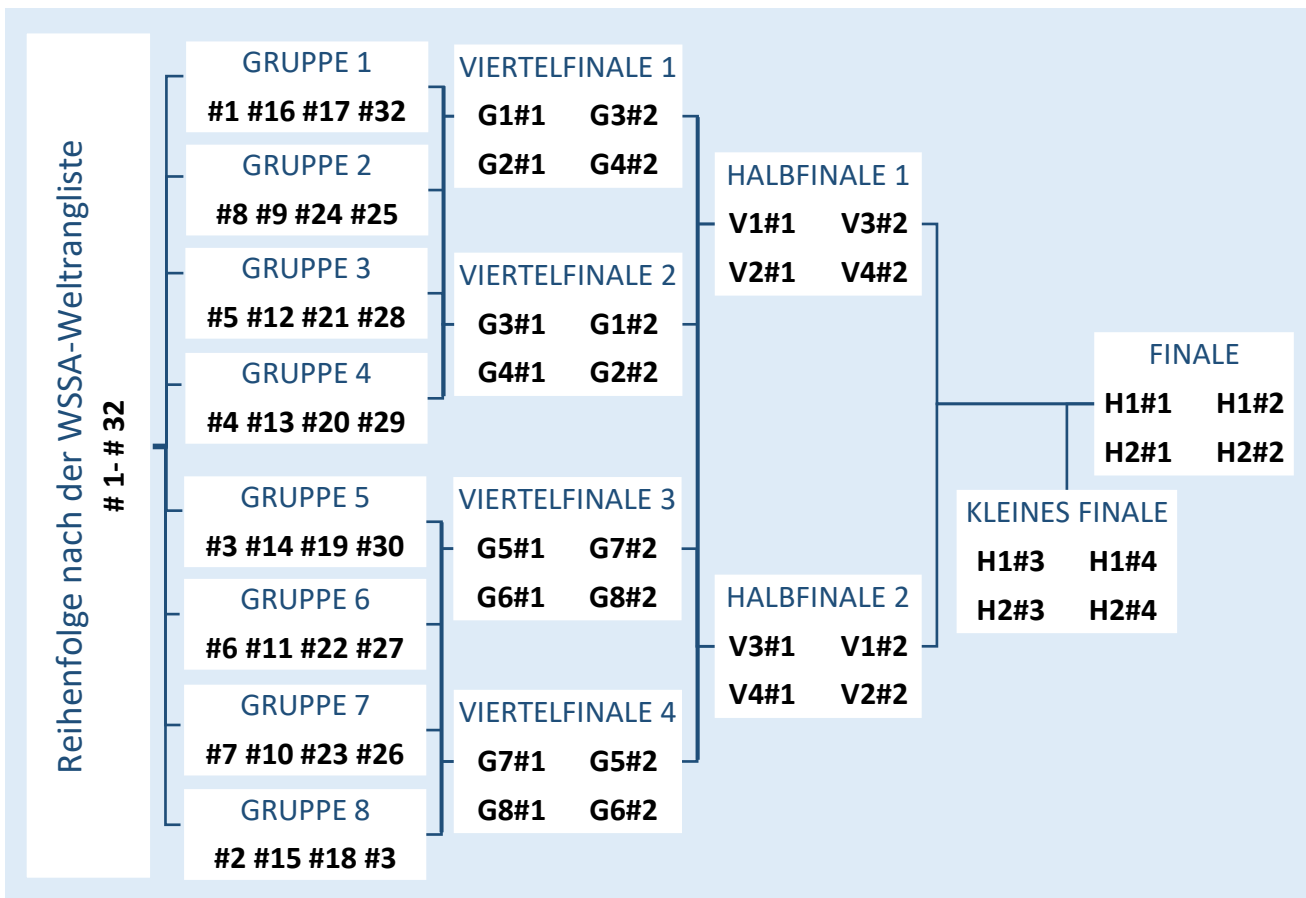 Reihenfolge nach der WSSA-Weltrangliste
# 1- # 32
GRUPPE 1
#1 #16 #17 #32
GRUPPE 2
#8 #9 #24 #25
GRUPPE 3
#5 #12 #21 #28
GRUPPE 4
#4 #13 #20 #29
GRUPPE 5
#3 #14 #19 #30
GRUPPE 6
#6 #11 #22 #27
GRUPPE 7
#7 #10 #23 #26
GRUPPE 8
#2 #15 #18 #3
VIERTELFINALE 1
G1#1 G3#2
G2#1 G4#2
VIERTELFINALE 2
G3#1 G1#2
G4#1 G2#2
VIERTELFINALE 3
G5#1 G7#2
G6#1 G8#2
VIERTELFINALE 4
G7#1 G5#2
G8#1 G6#2
HALBFINALE 1
V1#1 V3#2
V2#1 V4#2
HALBFINALE 2
V3#1 V1#2
V4#1 V2#2
FINALE
H1#1 H1#2
H2#1 H2#2
KLEINES FINALE
H1#3 H1#4
H2#3 H2#4